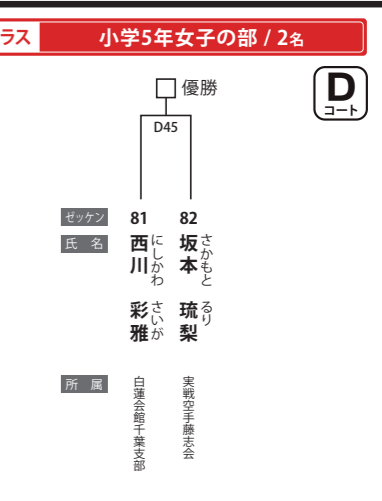 ラス 小学5年女子の部 / 2名
優勝
D
コート
D45
ゼッケン 81 82
氏 名
西川 彩雅
にしかわ さいが
坂本 琉梨
さかもと るり
所 属
白蓮会館千葉支部
実戦空手藤志会